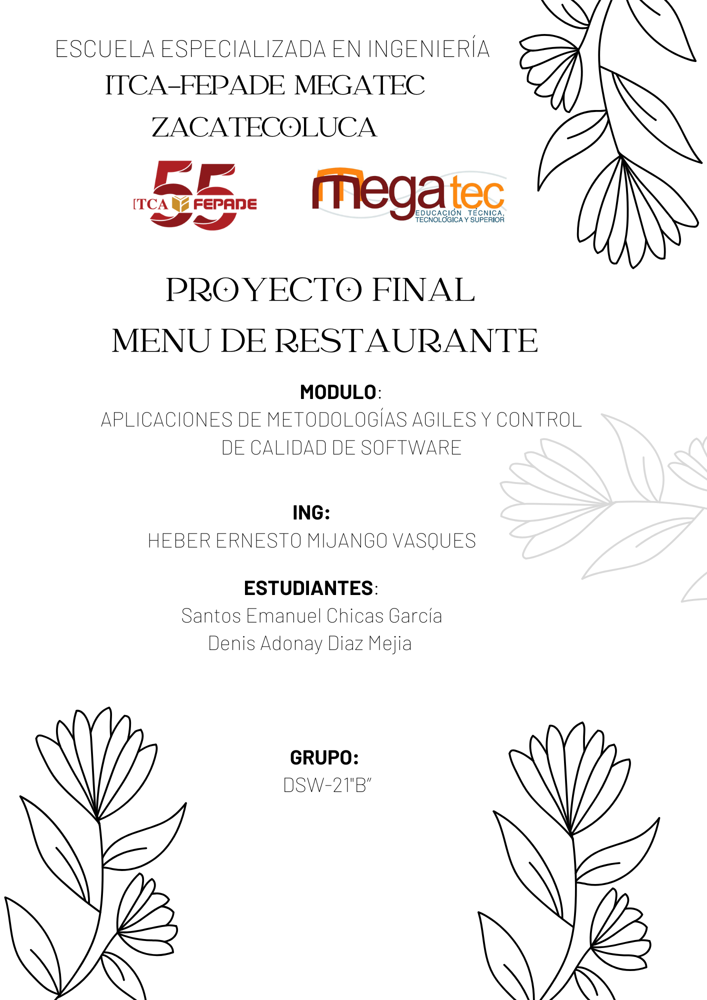 ESCUELA ESPECIALIZADA EN INGENIERÍA
ITCA-FEPADE MEGATEC
ZACATECOLUCA
55
ITCA FEPADE
megatec
EDUCACIÓN TÉCNICA,
TECNOLÓGICA Y SUPERIOR
PROYECTO FINAL
MENU DE RESTAURANTE
MODULO:
APLICACIONES DE METODOLOGÍAS AGILES Y CONTROL
DE CALIDAD DE SOFTWARE
ING:
HEBER ERNESTO MIJANGO VASQUES
ESTUDIANTES:
Santos Emanuel Chicas García
Denis Adonay Diaz Mejia
GRUPO:
DSW-21"B”